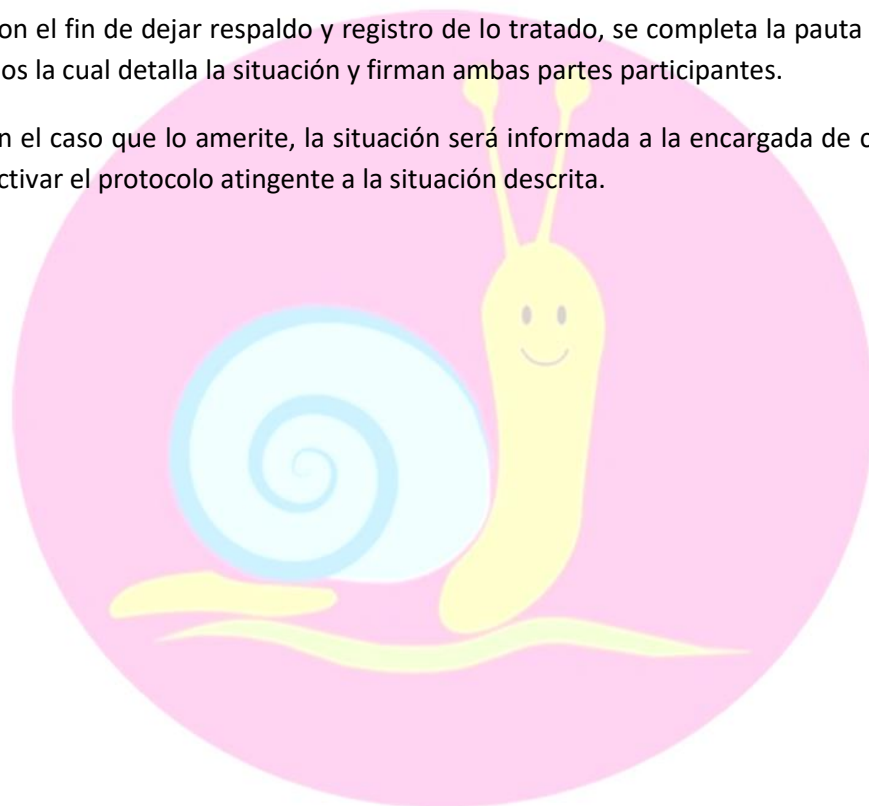 on el fin de dejar respaldo y registro de lo tratado, se completa la pauta
os la cual detalla la situación y firman ambas partes participantes.
n el caso que lo amerite, la situación será informada a la encargada de
ctivar el protocolo atingente a la situación descrita.